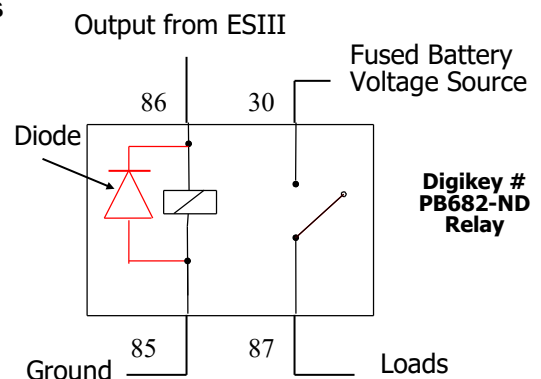 s
Output from ESIII
Fused Battery
Voltage Source
86
30
Diode
Digikey #
PB682-ND
Relay
85
87
Ground
Loads